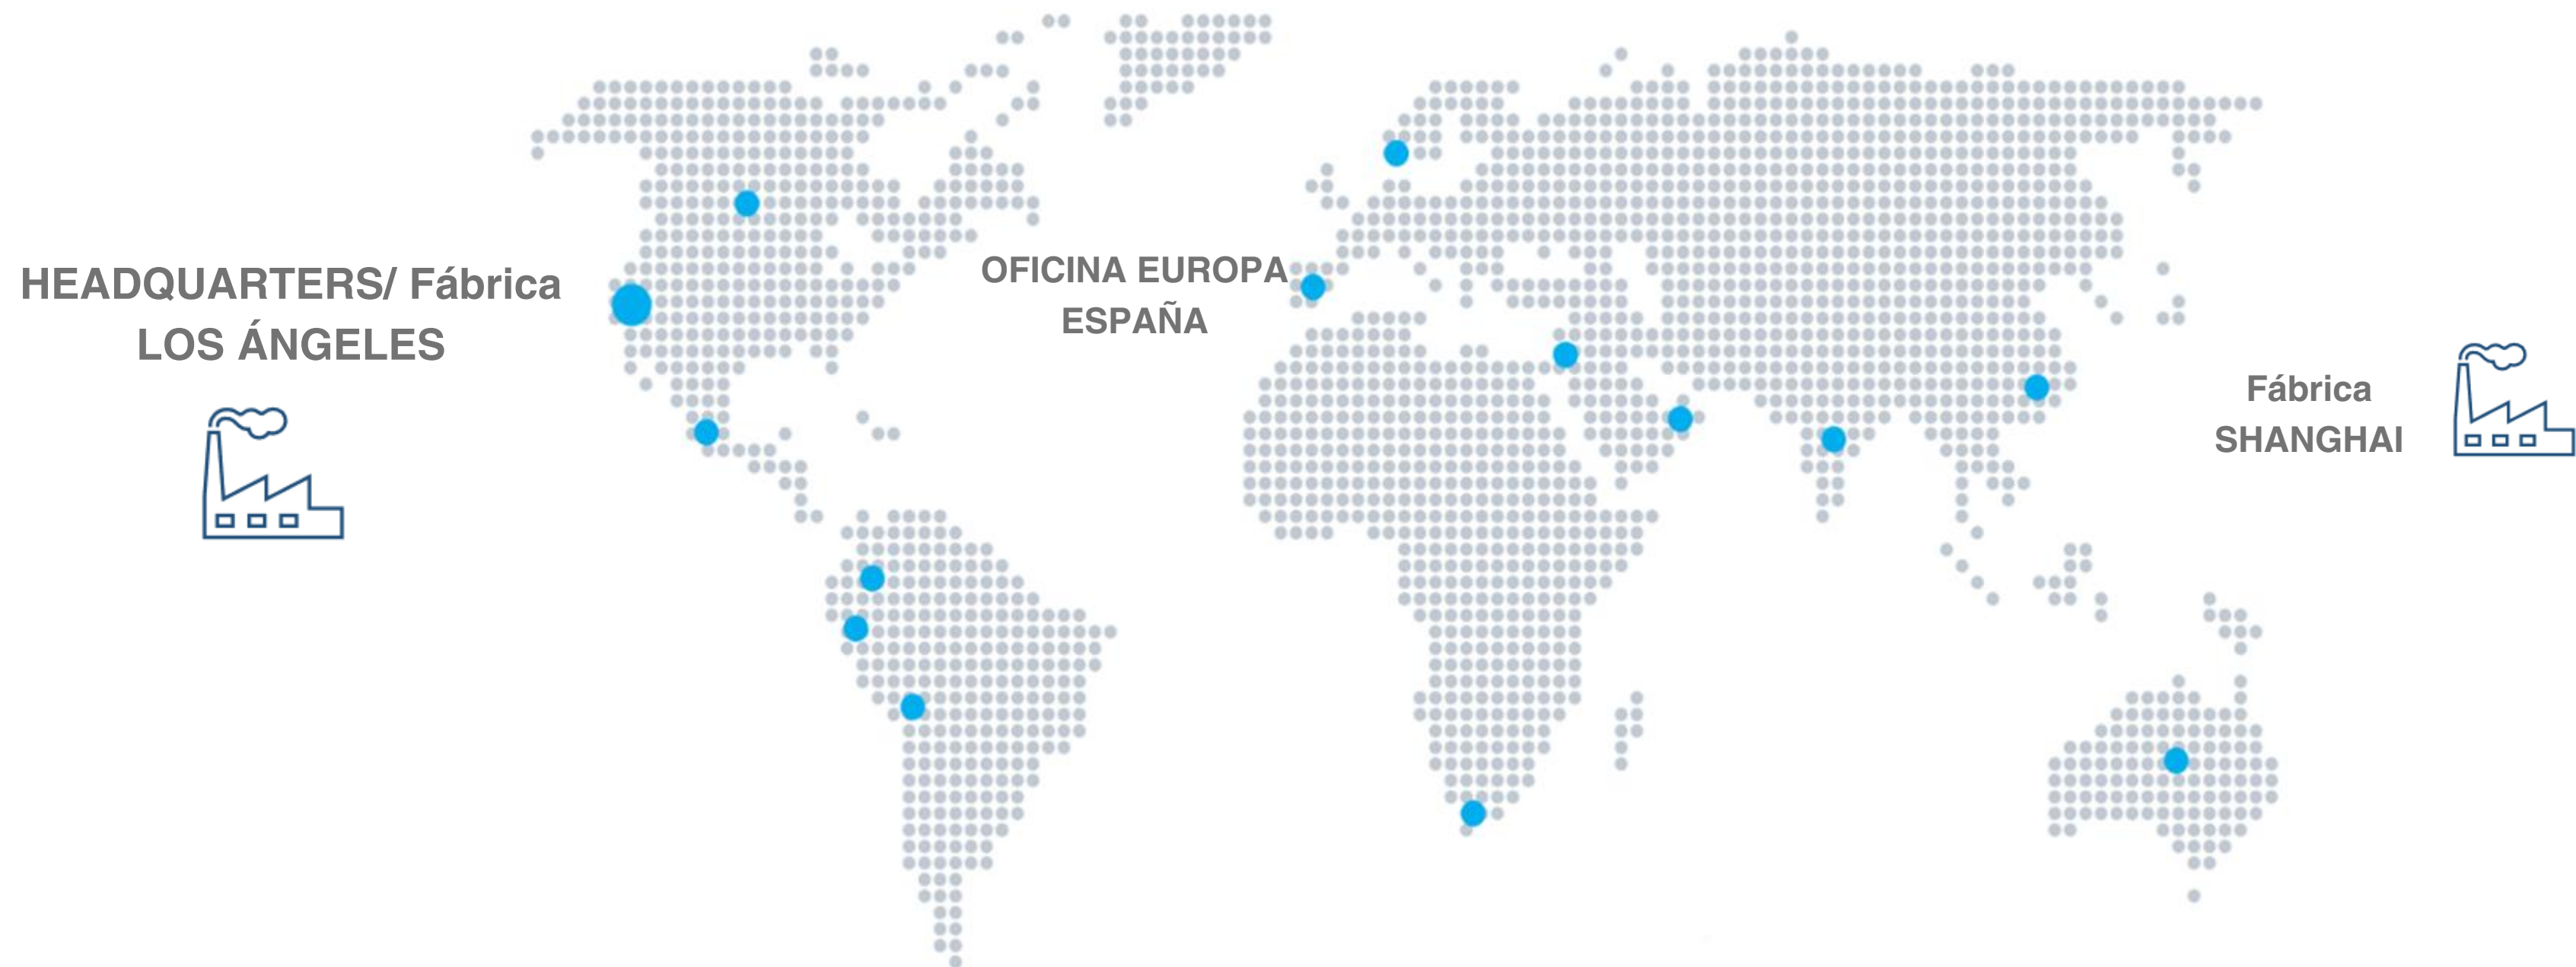 HEADQUARTERS/ Fábrica
LOS ÁNGELES
OFICINA EUROPA
ESPAÑA
Fábrica
SHANGHAI